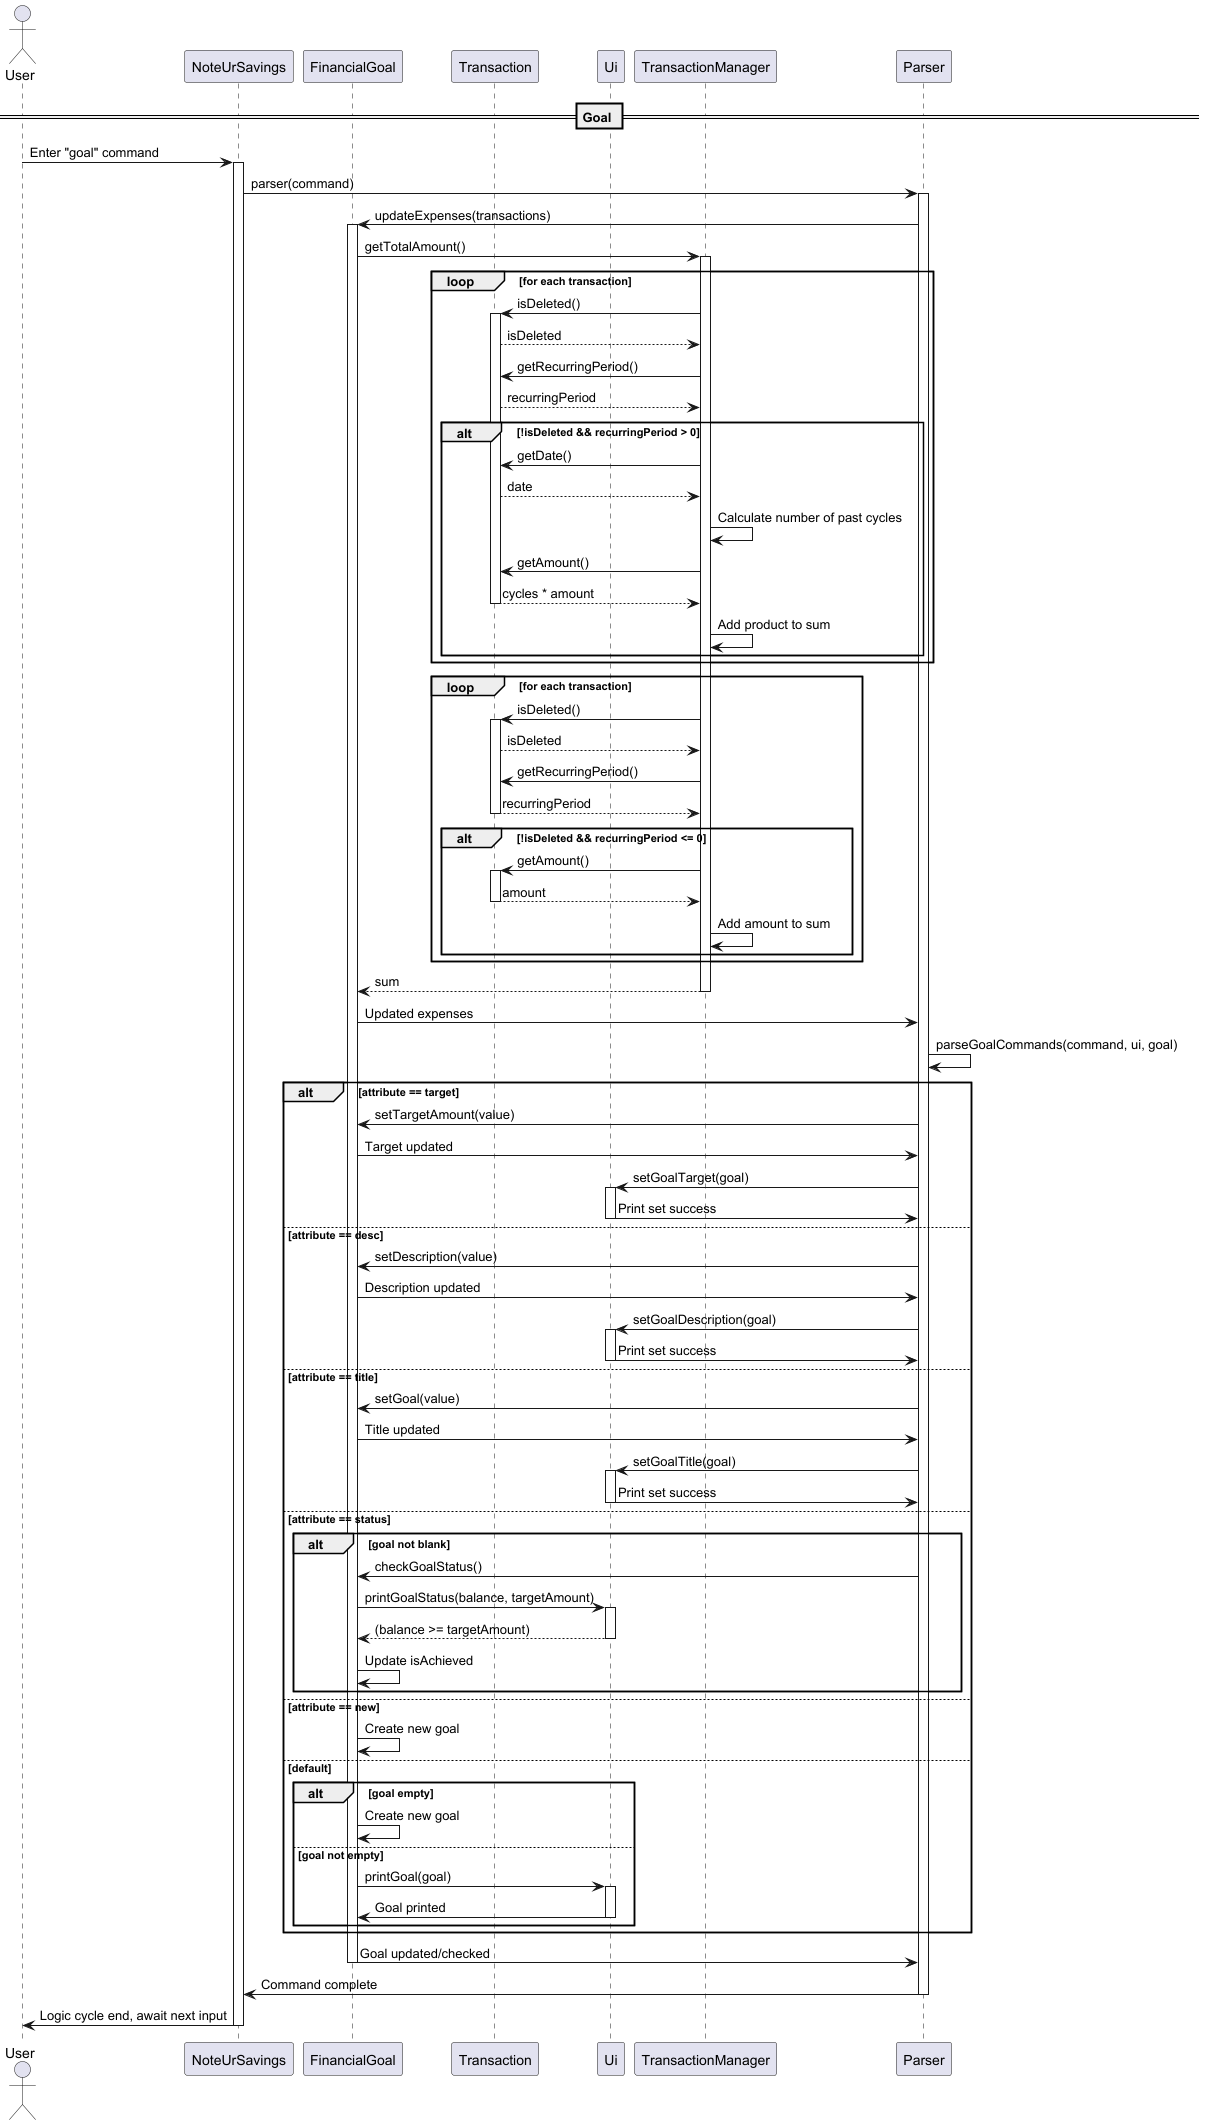 User
NoteUrSavings
FinancialGoal
Transaction
Ui
TransactionManager
Parser
Goal
Enter "goal" command
parser(command)
updateExpenses(transactions)
getTotalAmount()
loop
[for each transaction]
isDeleted()
isDeleted
getRecurringPeriod()
recurringPeriod
alt
[!isDeleted && recurringPeriod > 0]
getDate()
date
Calculate number of past cycles
getAmount()
cycles * amount
Add product to sum
loop
[for each transaction]
isDeleted()
isDeleted
getRecurringPeriod()
recurringPeriod
alt
[!isDeleted && recurringPeriod <= 0]
getAmount()
amount
Add amount to sum
sum
Updated expenses
parseGoalCommands(command, ui, goal)
alt
[attribute == target]
setTargetAmount(value)
Target updated
setGoalTarget(goal)
Print set success
[attribute == desc]
setDescription(value)
Description updated
setGoalDescription(goal)
Print set success
[attribute == title]
setGoal(value)
Title updated
setGoalTitle(goal)
Print set success
[attribute == status]
alt
[goal not blank]
checkGoalStatus()
printGoalStatus(balance, targetAmount)
(balance >= targetAmount)
Update isAchieved
[attribute == new]
Create new goal
[default]
alt
[goal empty]
Create new goal
[goal not empty]
printGoal(goal)
Goal printed
Goal updated/checked
Command complete
Logic cycle end, await next input
User
NoteUrSavings
FinancialGoal
Transaction
Ui
TransactionManager
Parser